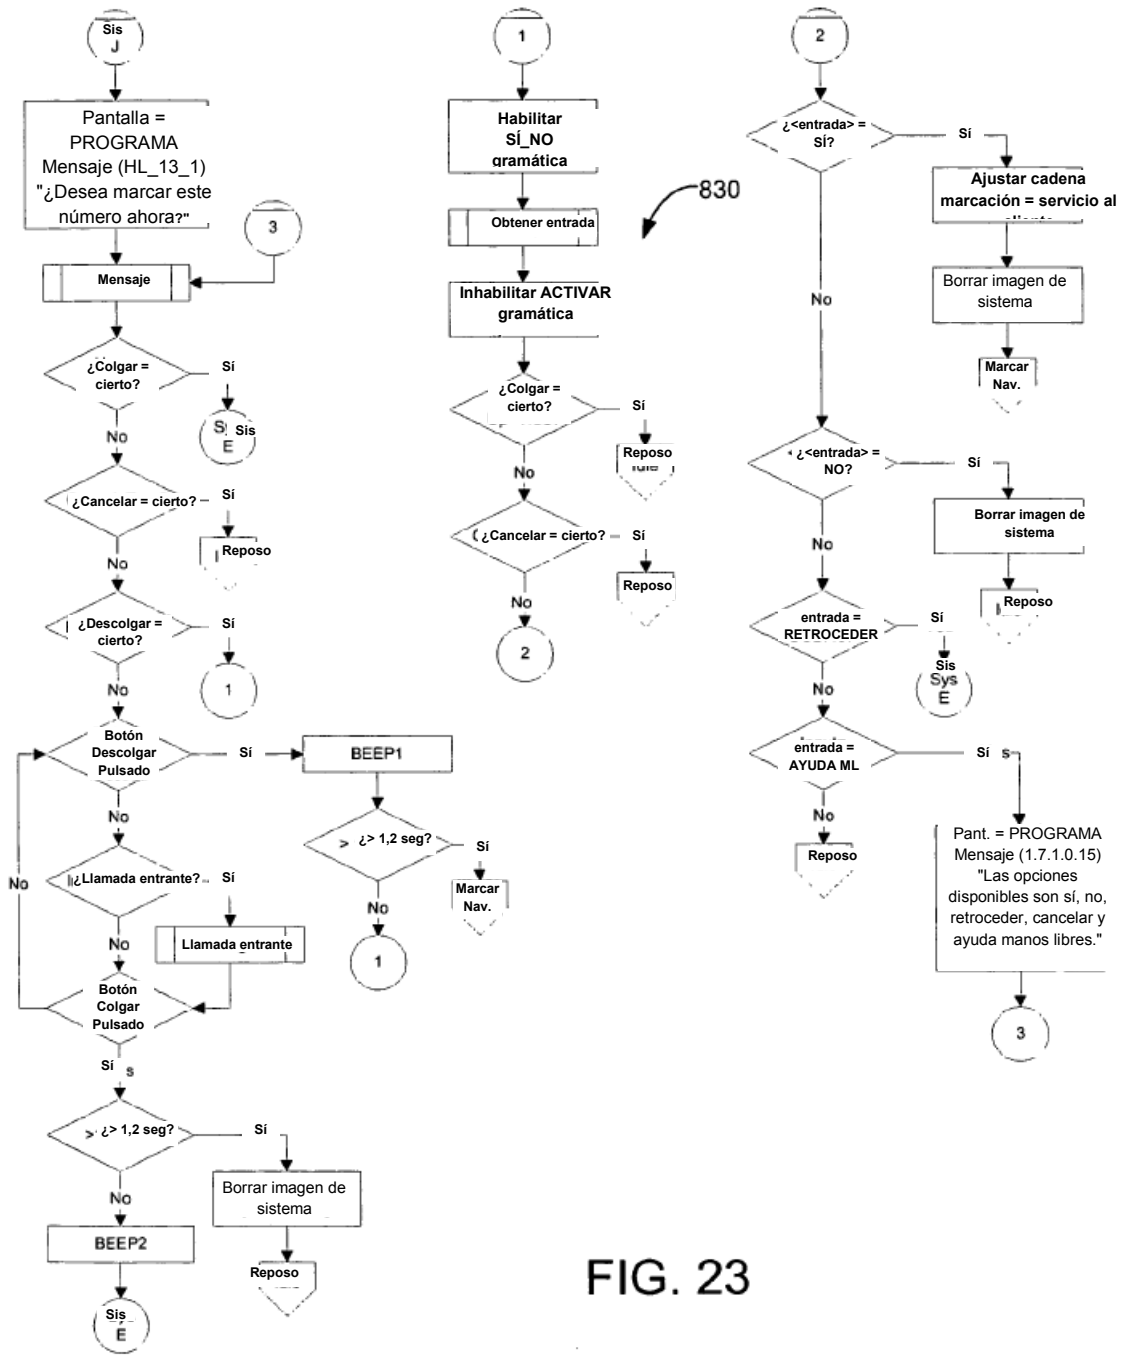 Sis
J
Pantalla =
PROGRAMA
Mensaje (HL_13_1)
"¿Desea marcar este
número ahora?"
3
Mensaje
¿Colgar =
cierto?
Sí
Sis
E
No
¿Cancelar = cierto?
Sí
Reposo
No
¿Descolgar =
cierto?
Sí
1
No
Botón
Descolgar
Pulsado
Sí
BEEP1
¿> 1,2 seg?
Sí
Marcar
Nav.
No
1
No
¿Llamada entrante?
Sí
Llamada entrante
No
No
Botón
Colgar
Pulsado
Sí s
> ¿> 1,2 seg?
Sí
Borrar imagen de
sistema
Reposo
No
BEEP2
Sis
E
1
Habilitar
SÍ_NO
gramática
Obtener entrada
Inhabilitar ACTIVAR
gramática
¿Colgar =
cierto?
Sí
Reposo
No
¿Cancelar = cierto?
Sí
Reposo
No
2
830
2
¿<entrada> =
SÍ?
Sí
Ajustar cadena
marcación = servicio al
Borrar imagen de
sistema
Marcar
Nav.
No
¿<entrada> =
NO?
Sí
Borrar imagen de
sistema
Reposo
No
entrada =
RETROCEDER
Sí
Sis
Sys
E
No
entrada =
AYUDA ML
Sí s
Pant. = PROGRAMA
Mensaje (1.7.1.0.15)
"Las opciones
disponibles son sí, no,
retroceder, cancelar y
ayuda manos libres."
3
No
Reposo
FIG. 23